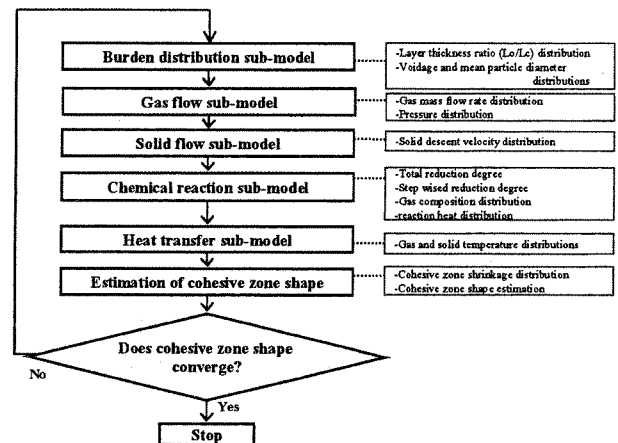 Burden distribution sub-model
-Layer thickness ratio (Lo/Lc) distribution
-Voidage and mean particle diameter
distributions
Gas flow sub-model
-Gas mass flow rate distribution
-Pressure distribution
Solid flow sub-model
-Solid descent velocity distribution
Chemical reaction sub-model
-Total reduction degree
-Step wised reduction degree
-Gas composition distribution
-reaction heat distribution
Heat transfer sub-model
-Gas and solid temperature distributions
Estimation of cohesive zone shape
-Cohesive zone shrinkage distribution
-Cohesive zone shape estimation
Does cohesive zone shape
converge?
No
Yes
Stop